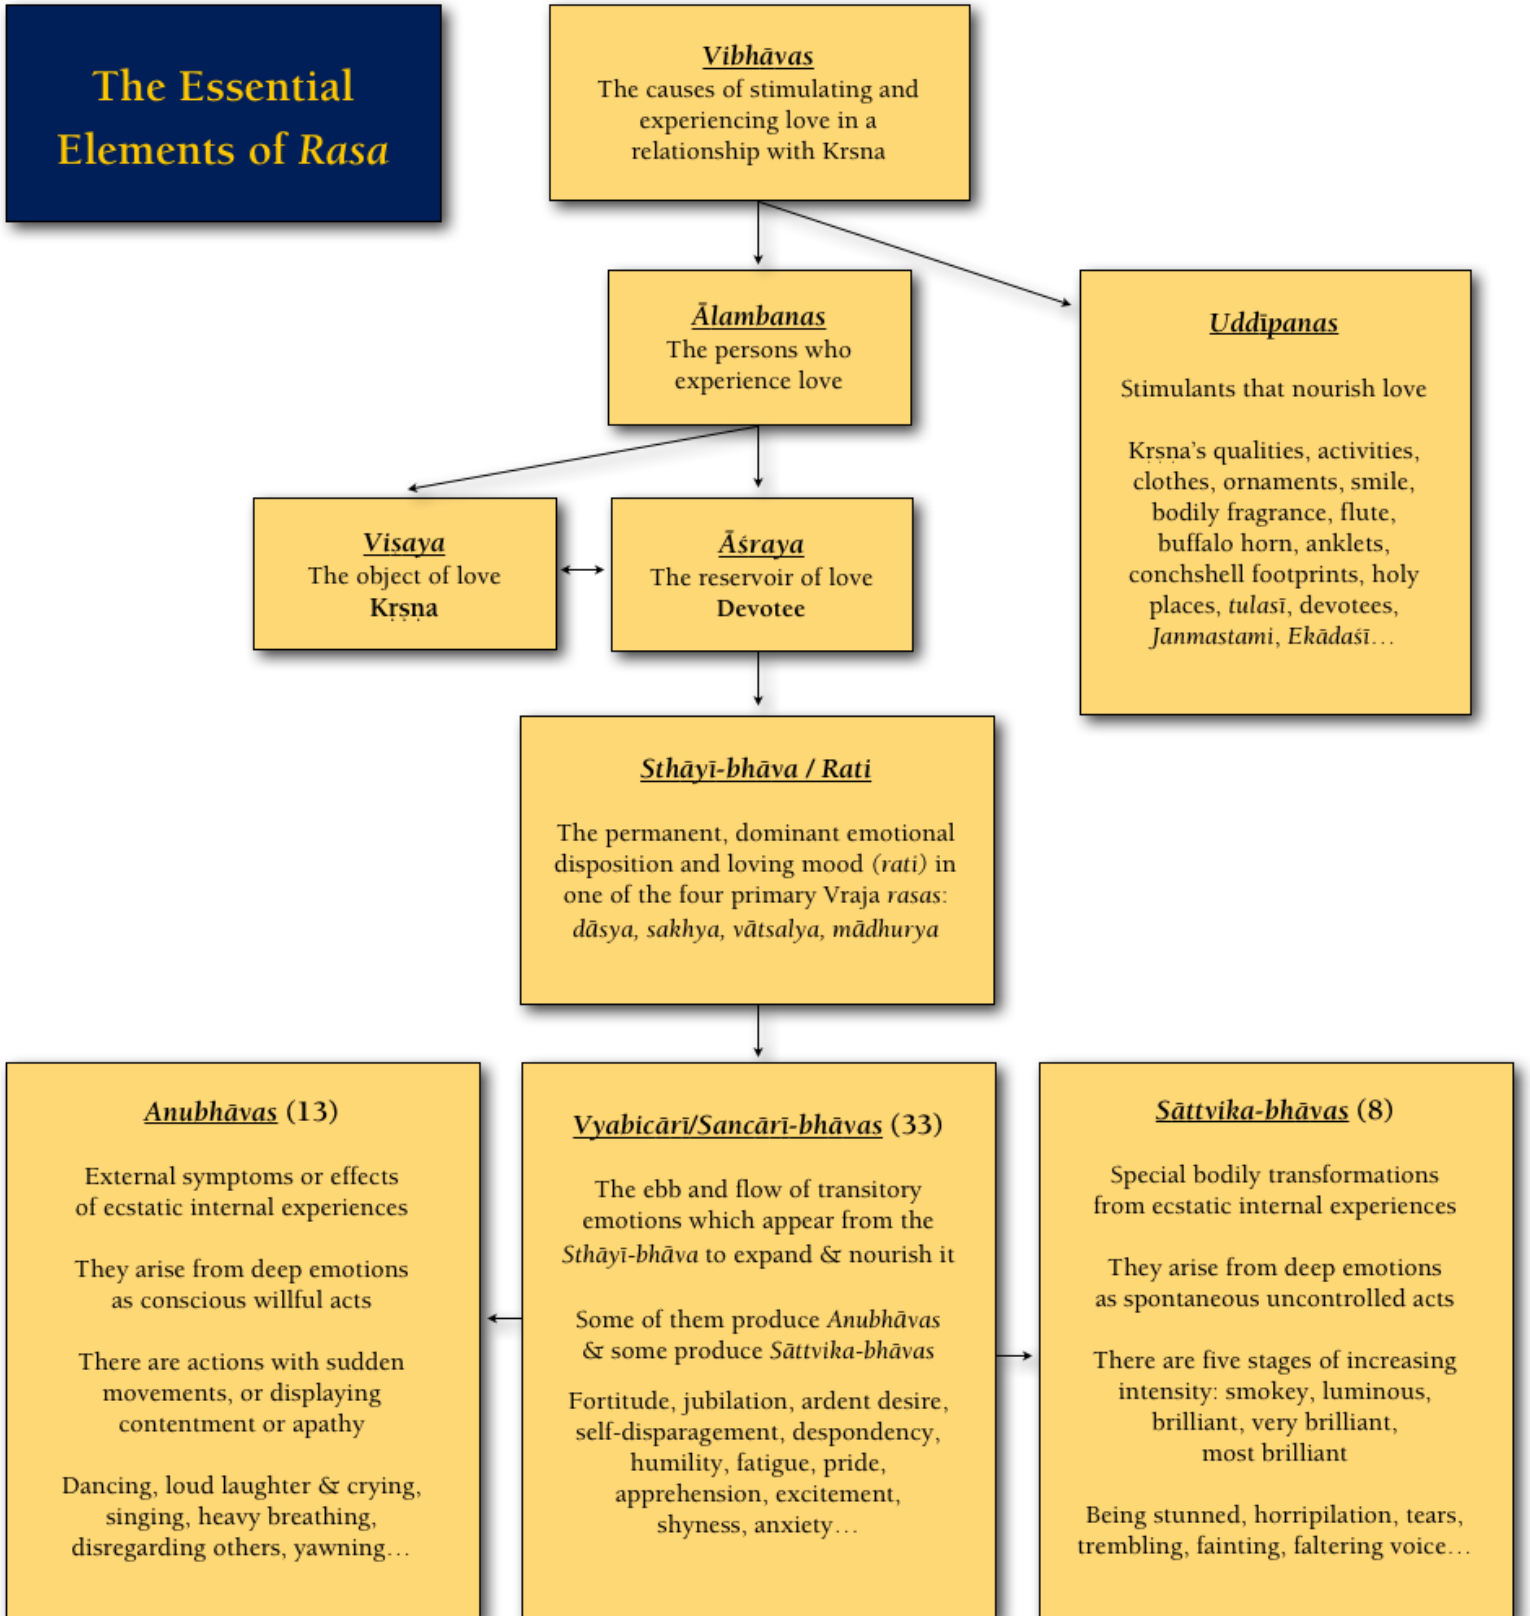 The Essential
Elements of Rasa
Vibhāvas
The causes of stimulating and
experiencing love in a
relationship with Krsna
Ālambanas
The persons who
experience love
Uddīpanas
Stimulants that nourish love
Kṛṣṇa's qualities, activities,
clothes, ornaments, smile,
bodily fragrance, flute,
buffalo horn, anklets,
conchshell footprints, holy
places, tulasī, devotees,
Janmastami, Ekādaśī…
Viṣaya
The object of love
Kṛṣṇa
Āśraya
The reservoir of love
Devotee
Sthāyī-bhāva / Rati
The permanent, dominant emotional
disposition and loving mood (rati) in
one of the four primary Vraja rasas:
dāsya, sakhya, vātsalya, mādhurya
Anubhāvas (13)
External symptoms or effects
of ecstatic internal experiences
They arise from deep emotions
as conscious willful acts
There are actions with sudden
movements, or displaying
contentment or apathy
Dancing, loud laughter & crying,
singing, heavy breathing,
disregarding others, yawning…
Vyabicārī/Sancārī-bhāvas (33)
The ebb and flow of transitory
emotions which appear from the
Sthāyī-bhāva to expand & nourish it
Some of them produce Anubhāvas
& some produce Sāttvika-bhāvas
Fortitude, jubilation, ardent desire,
self-disparagement, despondency,
humility, fatigue, pride,
apprehension, excitement,
shyness, anxiety…
Sāttvika-bhāvas (8)
Special bodily transformations
from ecstatic internal experiences
They arise from deep emotions
as spontaneous uncontrolled acts
There are five stages of increasing
intensity: smokey, luminous,
brilliant, very brilliant,
most brilliant
Being stunned, horripilation, tears,
trembling, fainting, faltering voice…